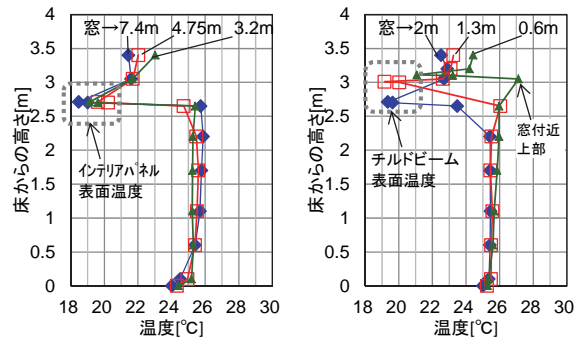 窓→7.4m 4.75m 3.2m
床からの高さ[m]
4
3.5
3
2.5
2
1.5
1
0.5
0
インテリアパネル
表面温度
18 20 22 24 26 28 30
温度[℃]
窓→2m 1.3m 0.6m
床からの高さ[m]
4
3.5
3
2.5
2
1.5
1
0.5
0
窓付近
上部
チルドビーム
表面温度
18 20 22 24 26 28 30
温度[℃]